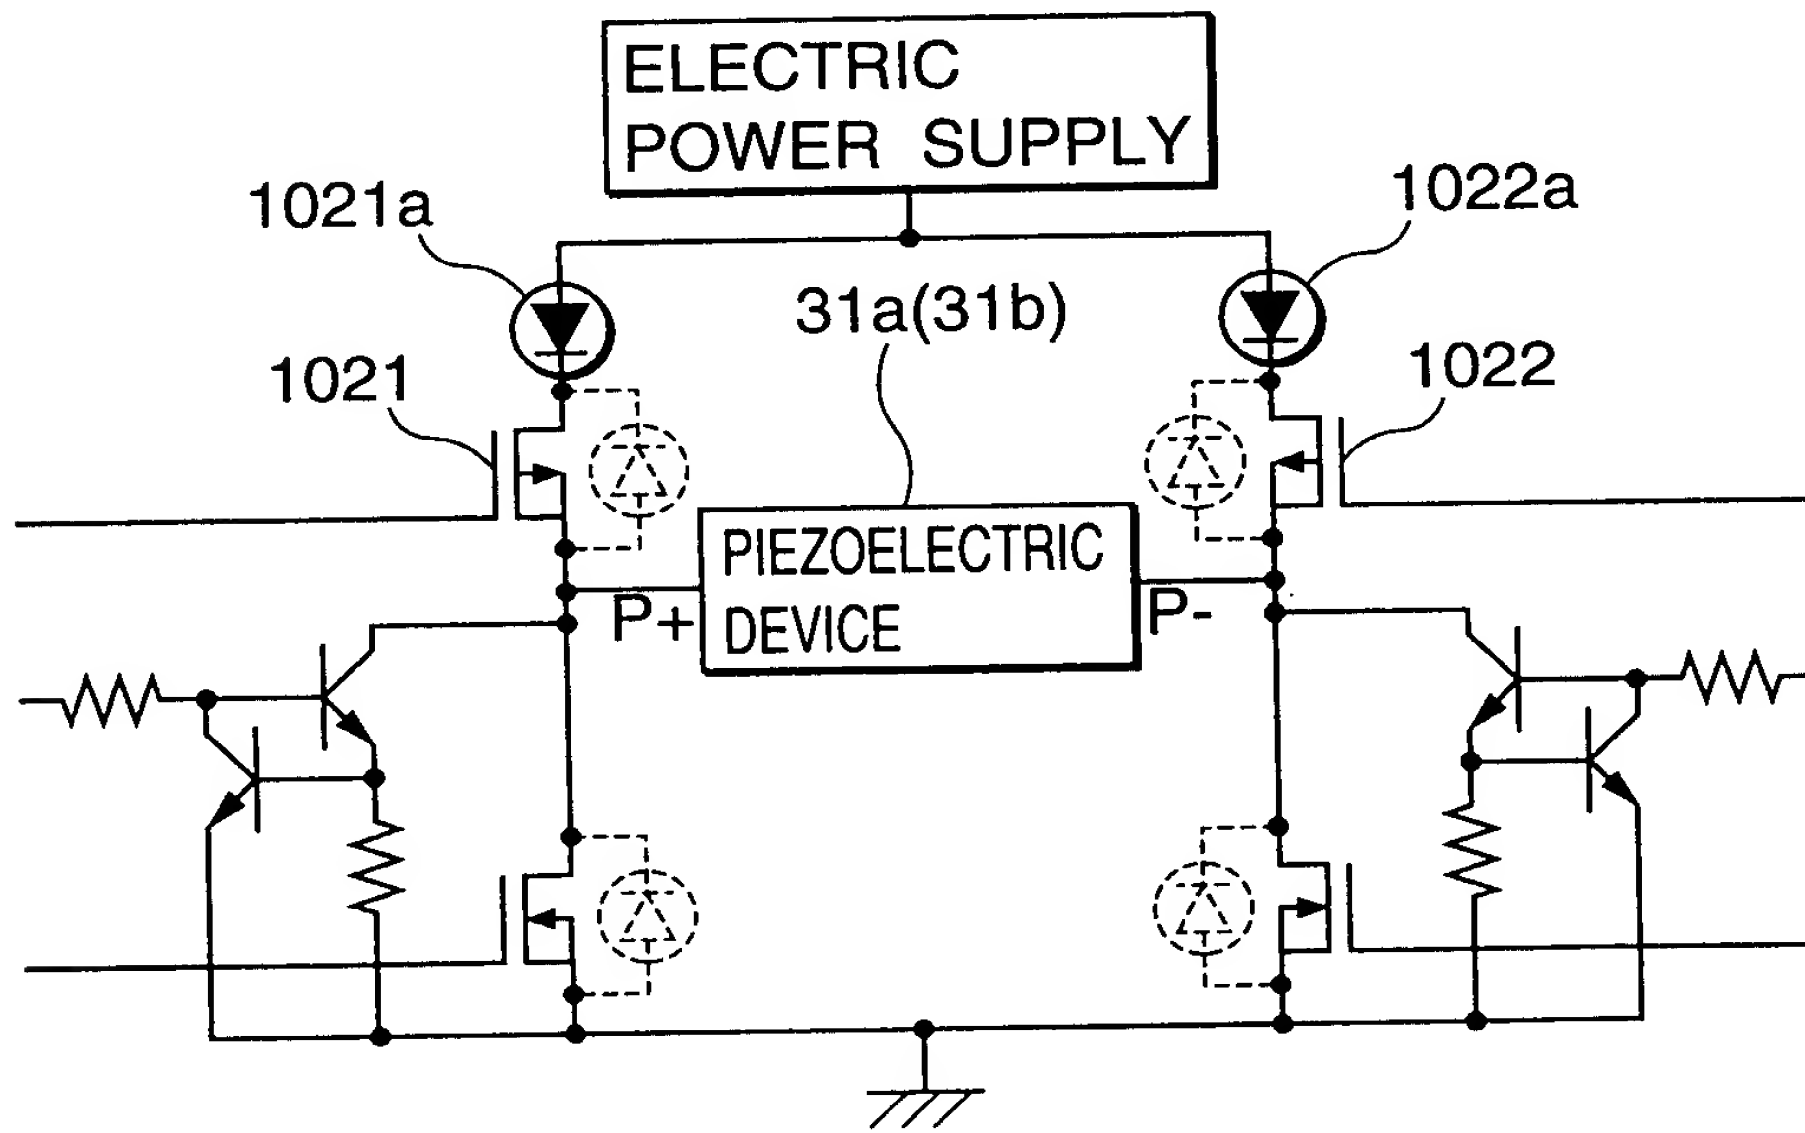 ELECTRIC
POWER SUPPLY
1021a
1022a
31a(31b)
1021
1022
PIEZOELECTRIC
DEVICE
P+
P-